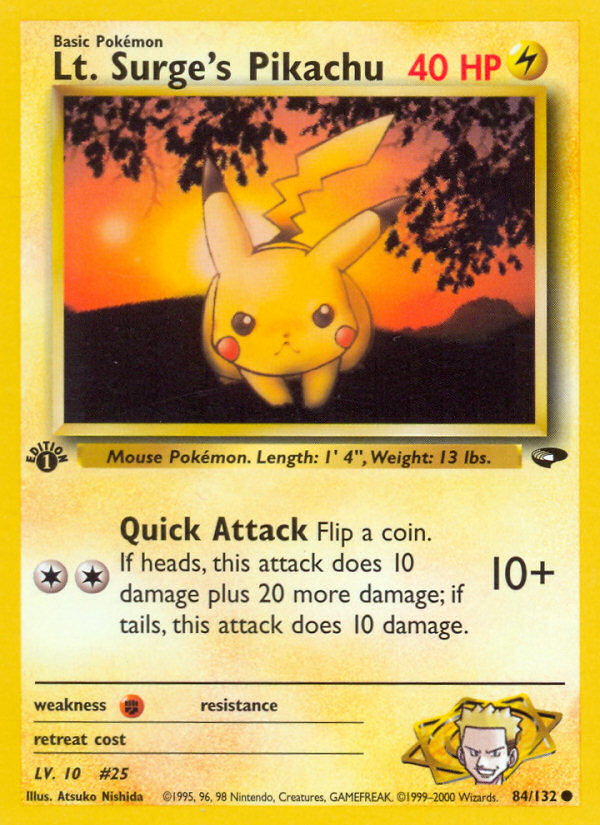 Basic Pokémon
Lt. Surge's Pikachu 40 HP
EDITION
1
Mouse Pokémon. Length: 1' 4", Weight: 13 lbs.
Quick Attack Flip a coin.
If heads, this attack does 10
damage plus 20 more damage; if
tails, this attack does 10 damage.
10+
weakness resistance
retreat cost
LV. 10 #25
Illus. Atsuko Nishida ©1995, 96, 98 Nintendo, Creatures, GAMEFREAK. ©1999-2000 Wizards. 84/132